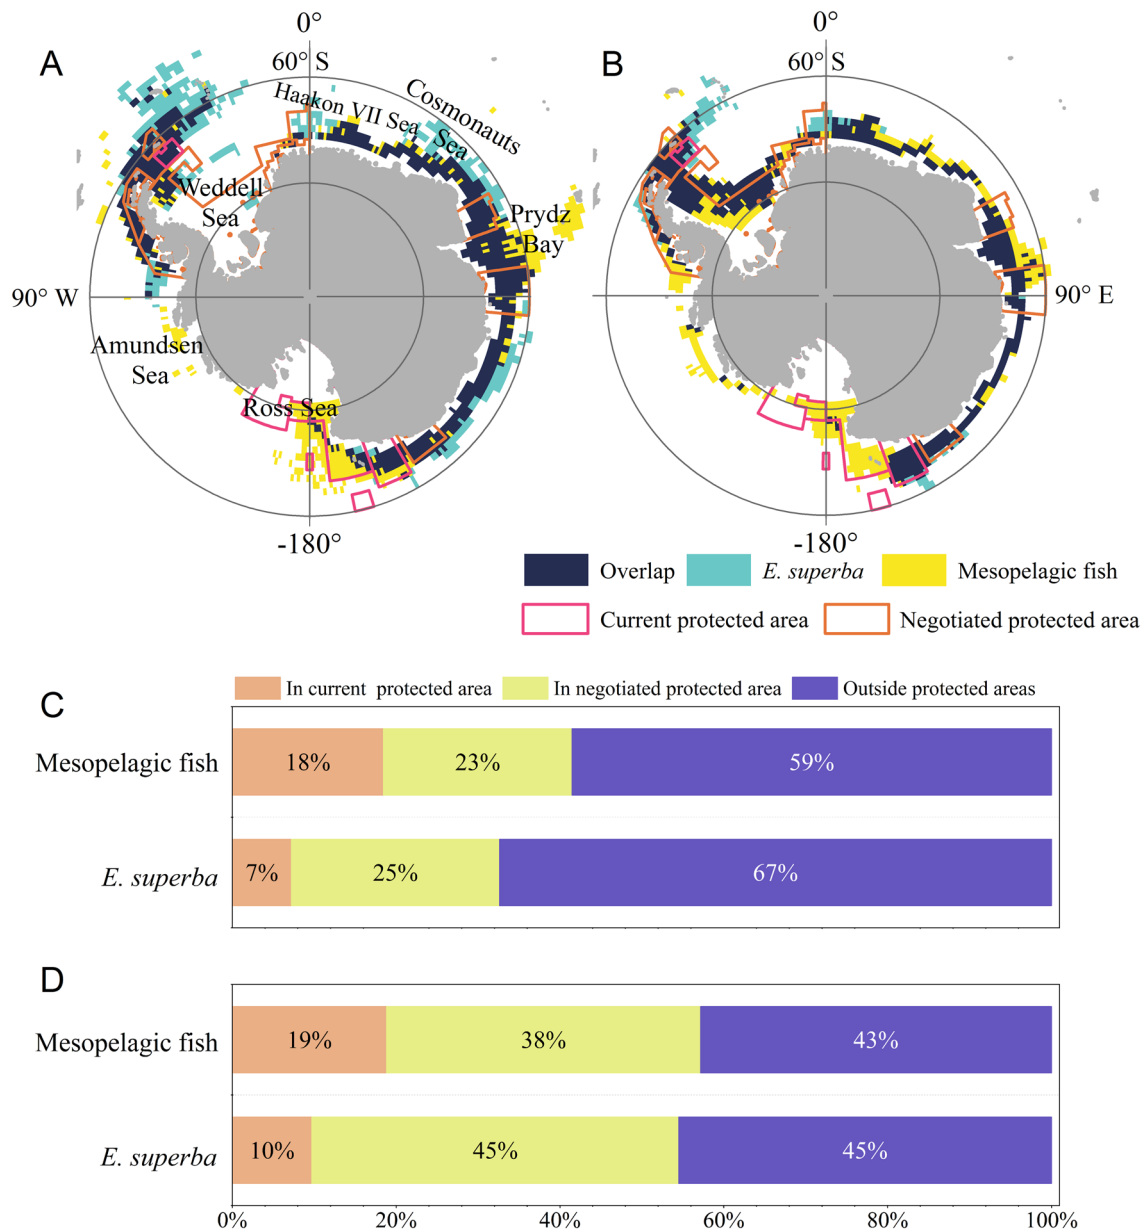 A
0°
60° S
Haakon VII Sea
Cosmonauts
Sea
Weddell
Sea
Prydz
Bay
90° W
Amundsen
Sea
Ross Sea
-180°
B
0°
60° S
90° E
-180°
Overlap
E. superba
Mesopelagic fish
Current protected area
Negotiated protected area
C
In current protected area
In negotiated protected area
Outside protected areas
Mesopelagic fish
18%
23%
59%
E. superba
7%
25%
67%
D
Mesopelagic fish
19%
38%
43%
E. superba
10%
45%
45%
0%
20%
40%
60%
80%
100%